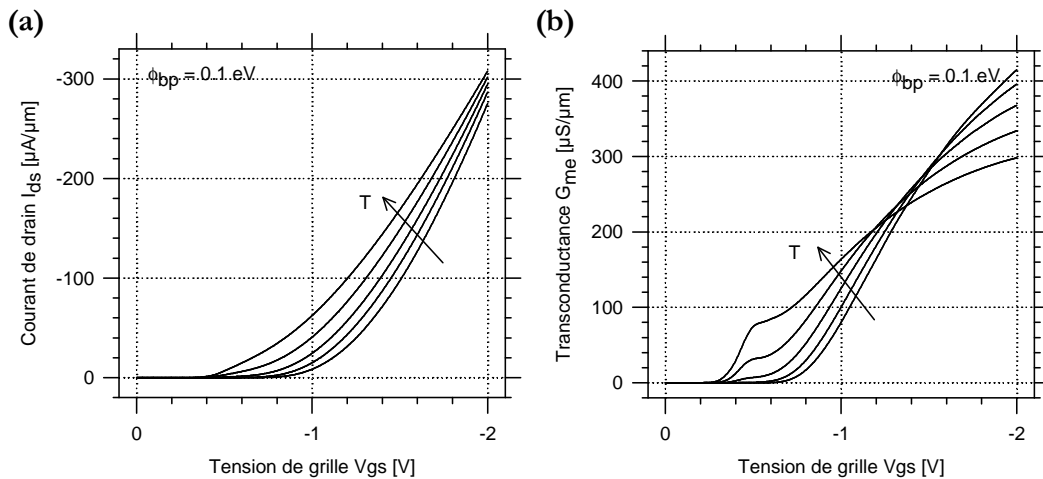 (a)
Courant de drain Ids [µA/µm]
-300
-200
-100
0
ϕbp = 0.1 eV
T
0
-1
-2
Tension de grille Vgs [V]
(b)
Transconductance Gme [µS/µm]
400
300
200
100
0
ϕbp = 0.1 eV
T
0
-1
-2
Tension de grille Vgs [V]